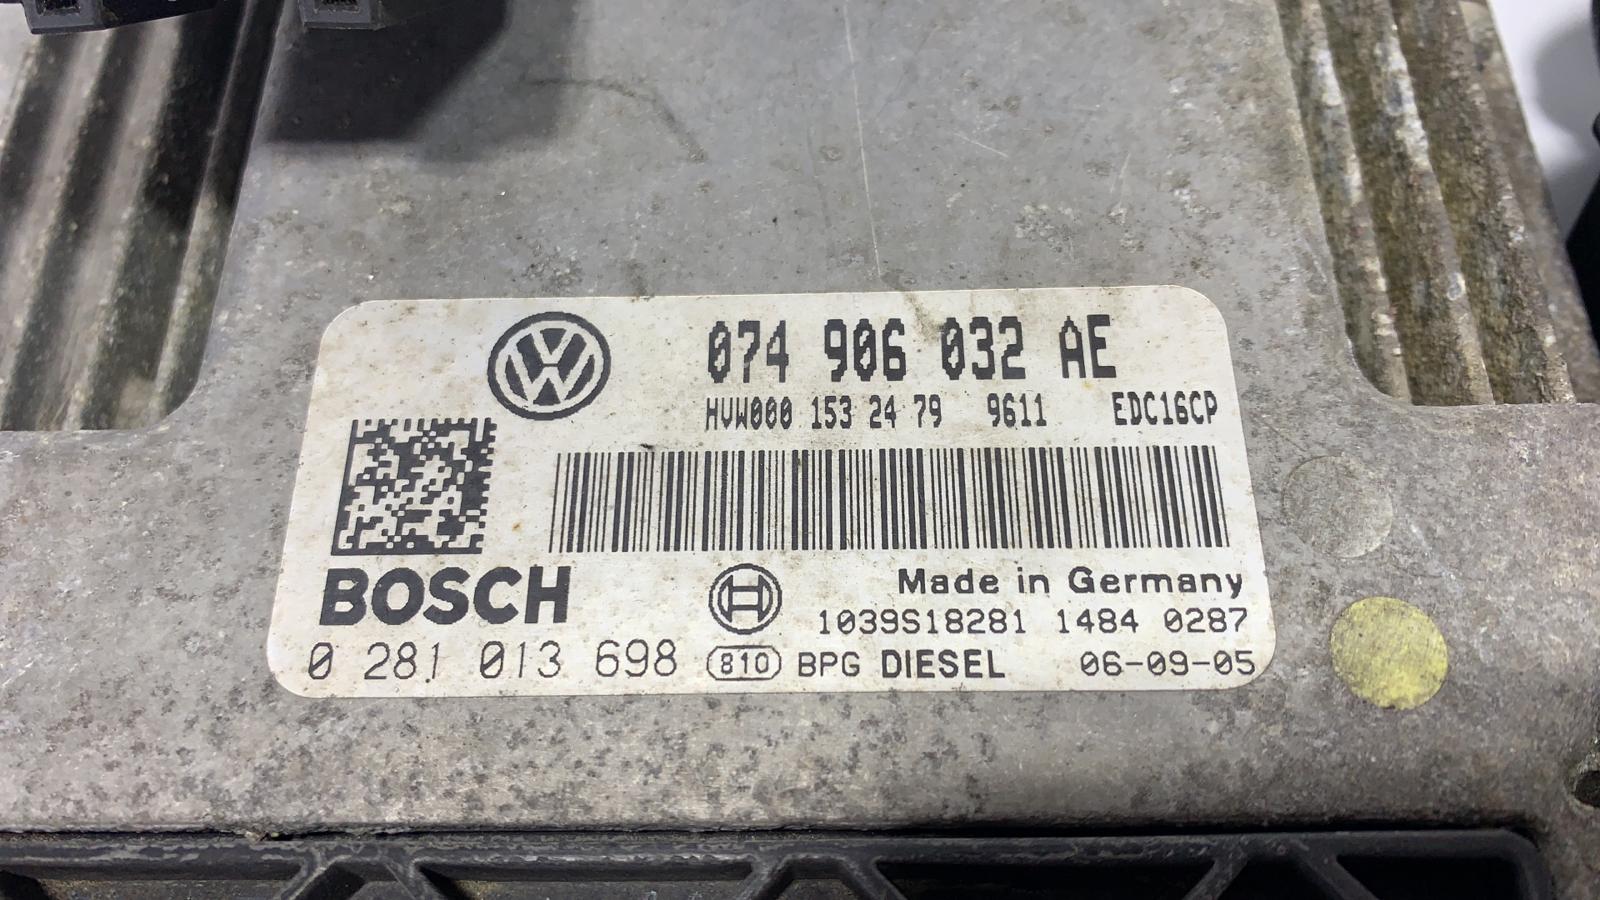 074 906 032 AE
HVW000 153 24 79 9611 EDC16CP
BOSCH
Made in Germany
1039S18281 1484 0287
0 281 013 698 810 BPG DIESEL 06-09-05